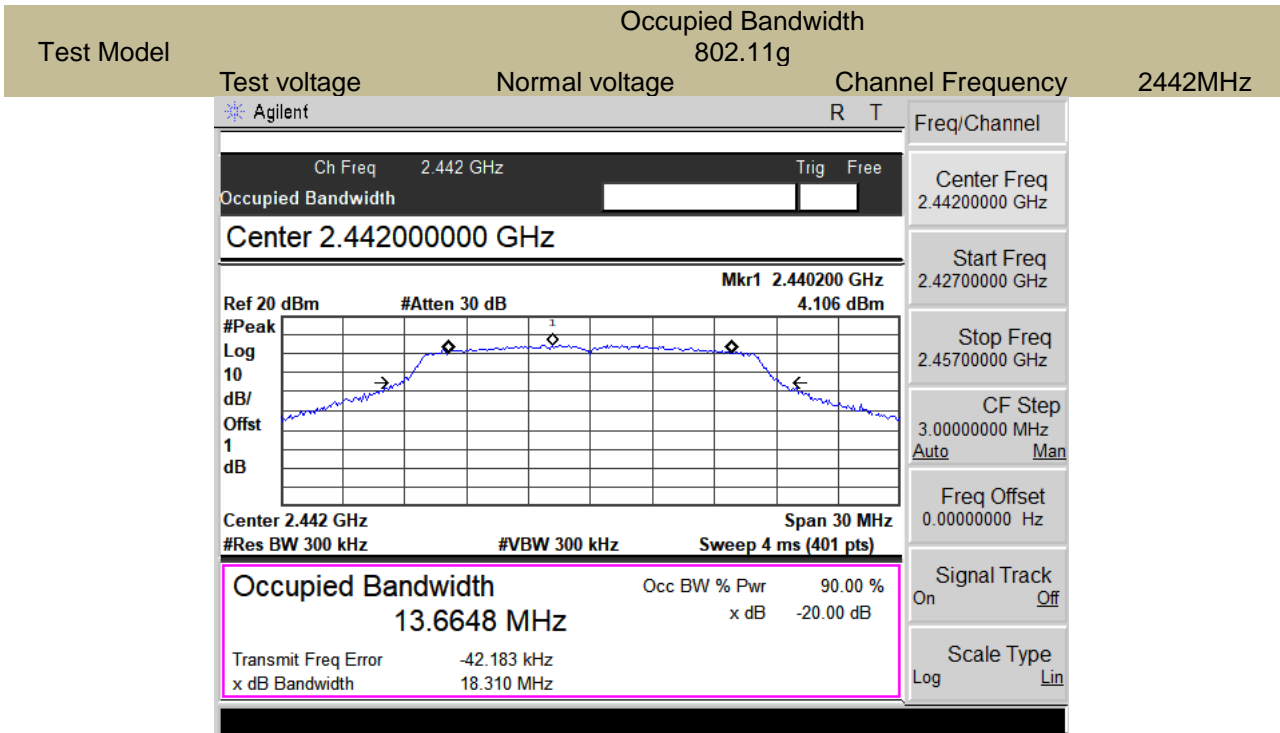 Occupied Bandwidth
Test Model 802.11g
Test voltage Normal voltage Channel Frequency 2442MHz
Agilent R T
Freq/Channel
Ch Freq 2.442 GHz Trig Free
Occupied Bandwidth
Center 2.442000000 GHz
Mkr1 2.440200 GHz
Ref 20 dBm #Atten 30 dB 4.106 dBm
#Peak
Log
10
dB/
Offst
1
dB
1
Center 2.442 GHz Span 30 MHz
#Res BW 300 kHz #VBW 300 kHz Sweep 4 ms (401 pts)
Occupied Bandwidth
13.6648 MHz
Occ BW % Pwr 90.00 %
x dB -20.00 dB
Transmit Freq Error -42.183 kHz
x dB Bandwidth 18.310 MHz
Center Freq
2.44200000 GHz
Start Freq
2.42700000 GHz
Stop Freq
2.45700000 GHz
CF Step
3.00000000 MHz
Auto Man
Freq Offset
0.00000000 Hz
Signal Track
On Off
Scale Type
Log Lin